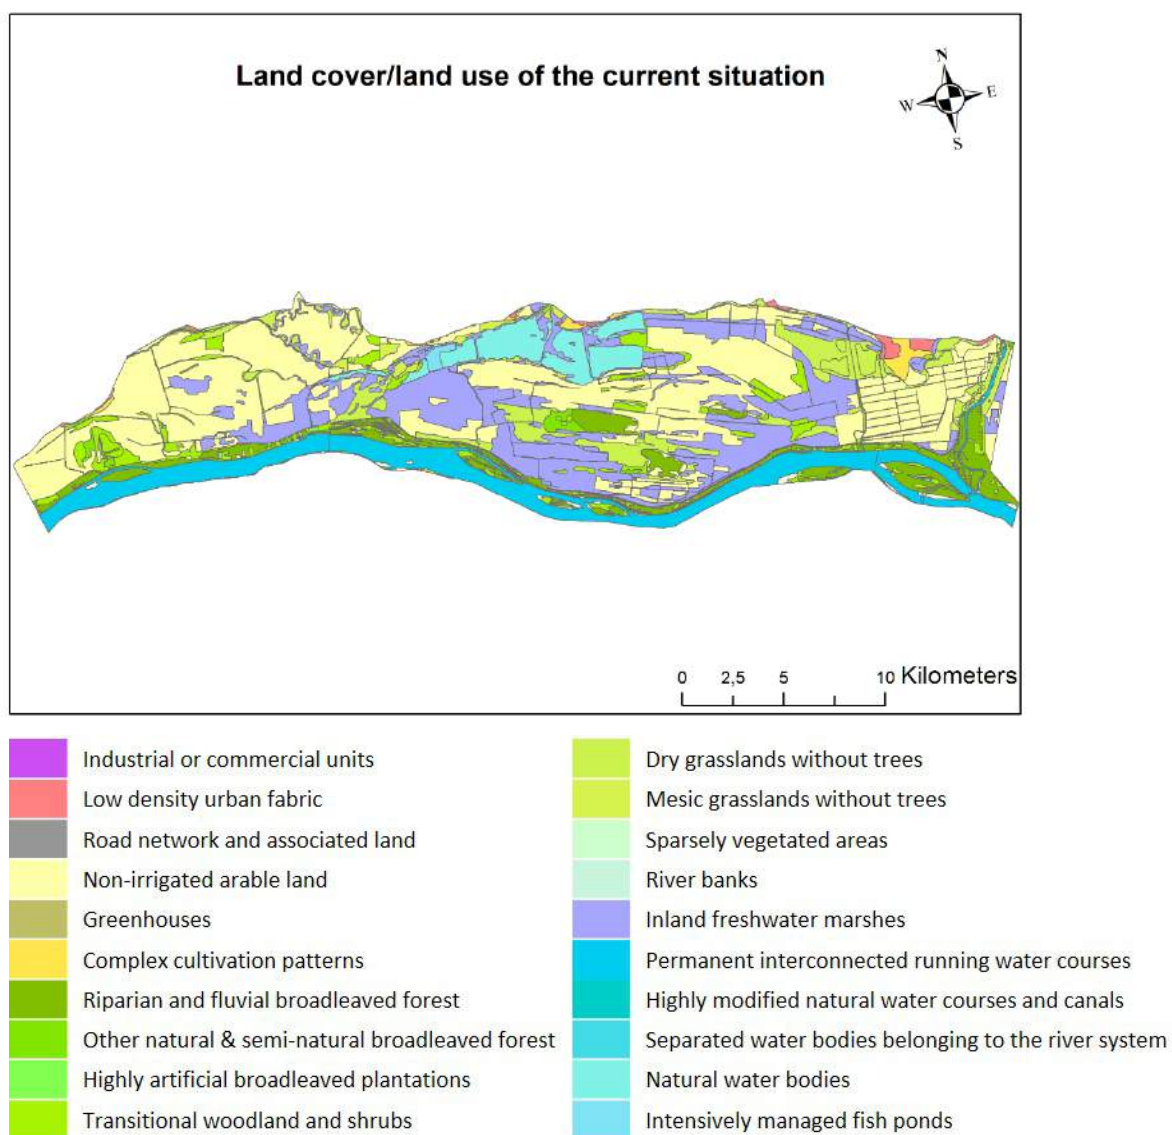 Land cover/land use of the current situation
N
W E
S
0 2,5 5 10 Kilometers
Industrial or commercial units
Low density urban fabric
Road network and associated land
Non-irrigated arable land
Greenhouses
Complex cultivation patterns
Riparian and fluvial broadleaved forest
Other natural & semi-natural broadleaved forest
Highly artificial broadleaved plantations
Transitional woodland and shrubs
Dry grasslands without trees
Mesic grasslands without trees
Sparsely vegetated areas
River banks
Inland freshwater marshes
Permanent interconnected running water courses
Highly modified natural water courses and canals
Separated water bodies belonging to the river system
Natural water bodies
Intensively managed fish ponds